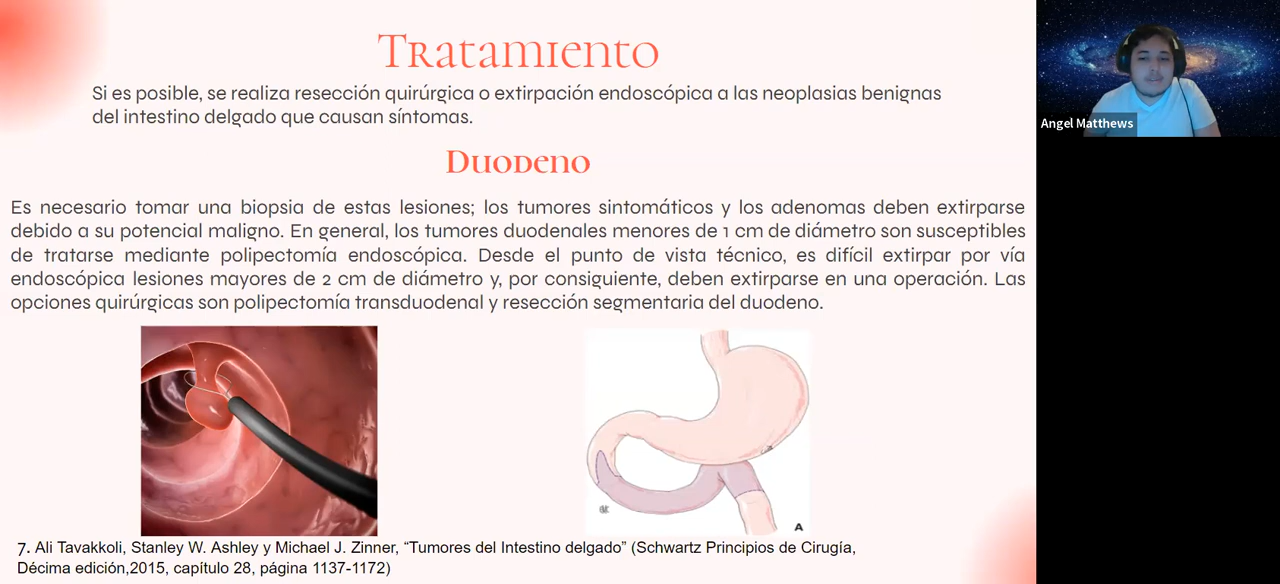 Tratamiento
Si es posible, se realiza resección quirúrgica o extirpación endoscópica a las neoplasias benignas
del intestino delgado que causan síntomas.
Duodeno
Es necesario tomar una biopsia de estas lesiones; los tumores sintomáticos y los adenomas deben extirparse
debido a su potencial maligno. En general, los tumores duodenales menores de 1 cm de diámetro son susceptibles
de tratarse mediante polipectomía endoscópica. Desde el punto de vista técnico, es difícil extirpar por vía
endoscópica lesiones mayores de 2 cm de diámetro y, por consiguiente, deben extirparse en una operación. Las
opciones quirúrgicas son polipectomía transduodenal y resección segmentaria del duodeno.
A
7. Ali Tavakkoli, Stanley W. Ashley y Michael J. Zinner, “Tumores del Intestino delgado” (Schwartz Principios de Cirugía,
Décima edición,2015, capítulo 28, página 1137-1172)
Angel Matthews